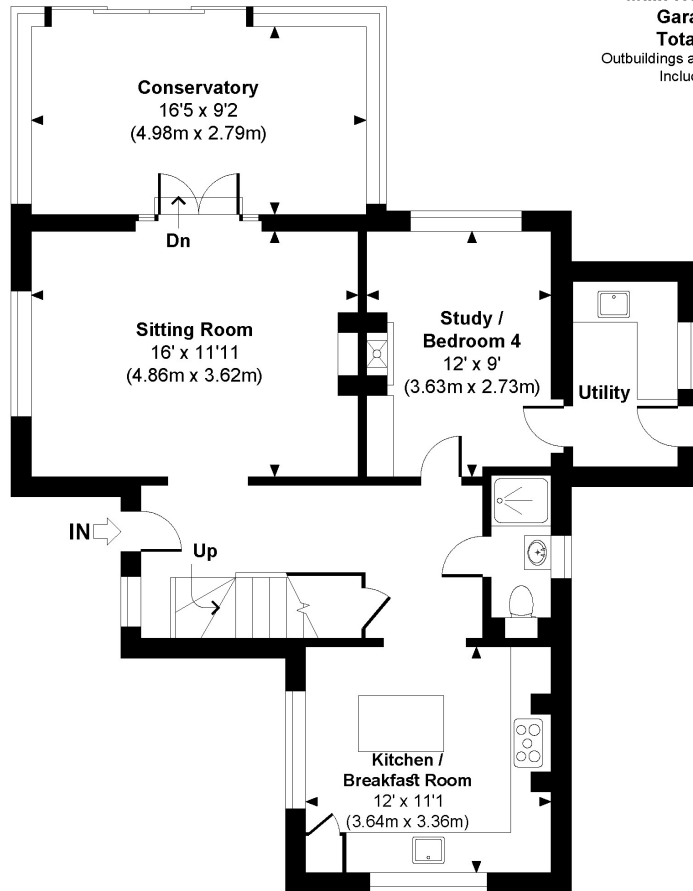 Gara
Tota
Outbuildings a
Includ
Conservatory
16'5 x 9'2
(4.98m x 2.79m)
Dn
Sitting Room
16' x 11'11
(4.86m x 3.62m)
Study /
Bedroom 4
12' x 9'
(3.63m x 2.73m)
Utility
IN
Up
Kitchen /
Breakfast Room
12' x 11'1
(3.64m x 3.36m)